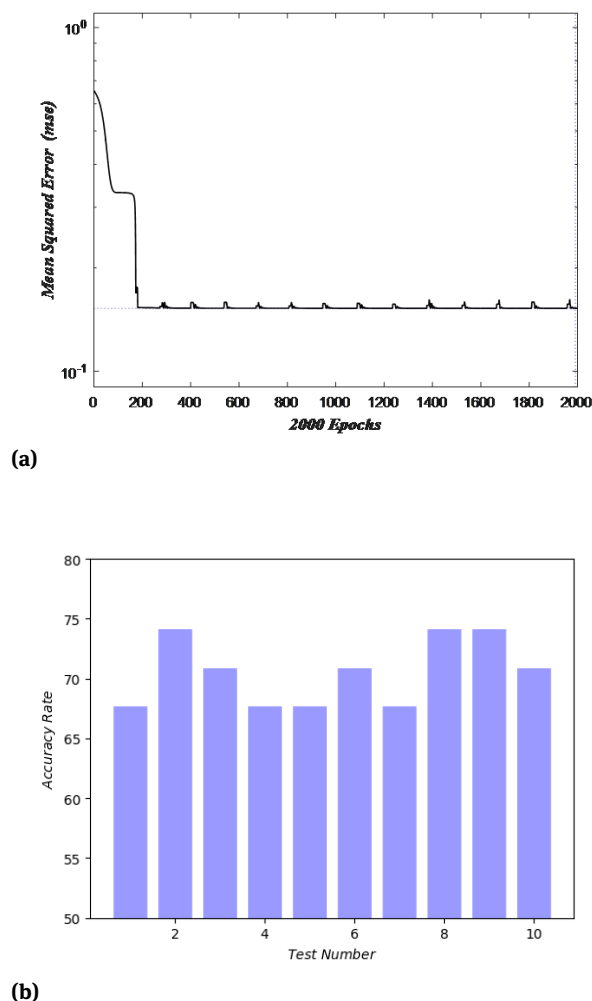 10⁰
Mean Squared Error (mse)
10⁻¹
0 200 400 600 800 1000 1200 1400 1600 1800 2000
2000 Epochs
(a)
80
75
70
65
60
55
50
Accuracy Rate
2 4 6 8 10
Test Number
(b)